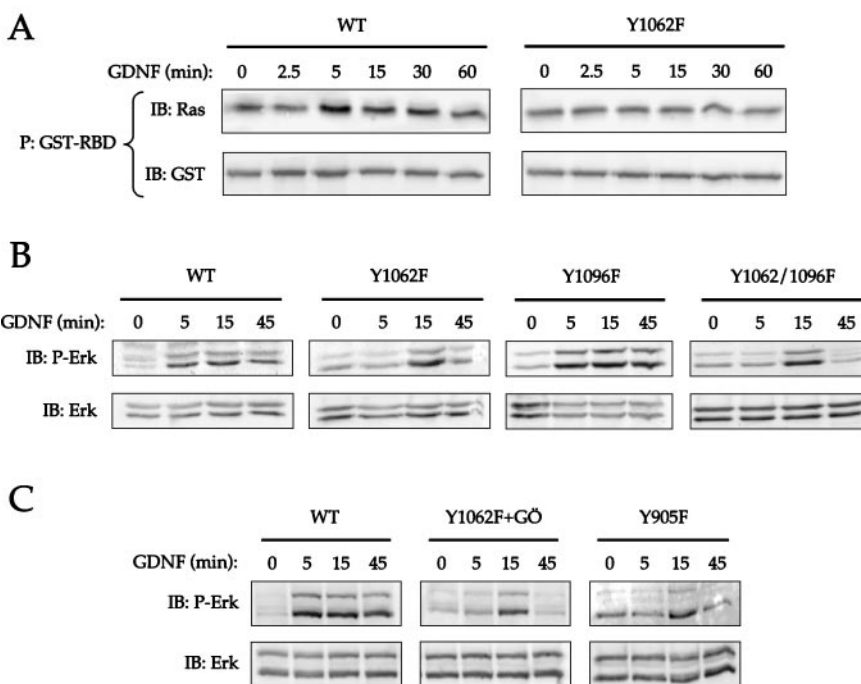 A
WT Y1062F
GDNF (min): 0 2.5 5 15 30 60 0 2.5 5 15 30 60
IB: Ras
P: GST-RBD
IB: GST
B
WT Y1062F Y1096F Y1062/1096F
GDNF (min): 0 5 15 45 0 5 15 45 0 5 15 45 0 5 15 45
IB: P-Erk
IB: Erk
C
WT Y1062F+GÖ Y905F
GDNF (min): 0 5 15 45 0 5 15 45 0 5 15 45
IB: P-Erk
IB: Erk